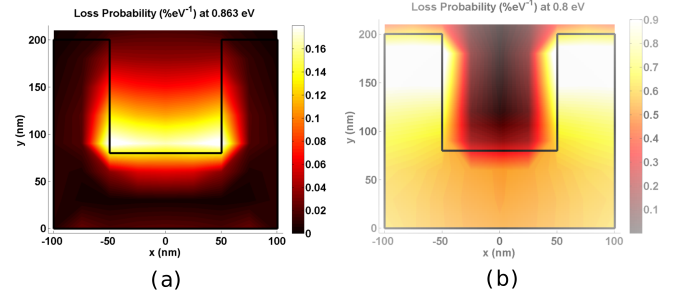 Loss Probability (%eV⁻¹) at 0.863 eV
Loss Probability (%eV⁻¹) at 0.8 eV
200
150
100
50
0
y (nm)
-100 -50 0 50 100
x (nm)
0.16
0.14
0.12
0.1
0.08
0.06
0.04
0.02
0
200
150
100
50
0
y (nm)
-100 -50 0 50 100
x (nm)
0.9
0.8
0.7
0.6
0.5
0.4
0.3
0.2
0.1
(a)
(b)